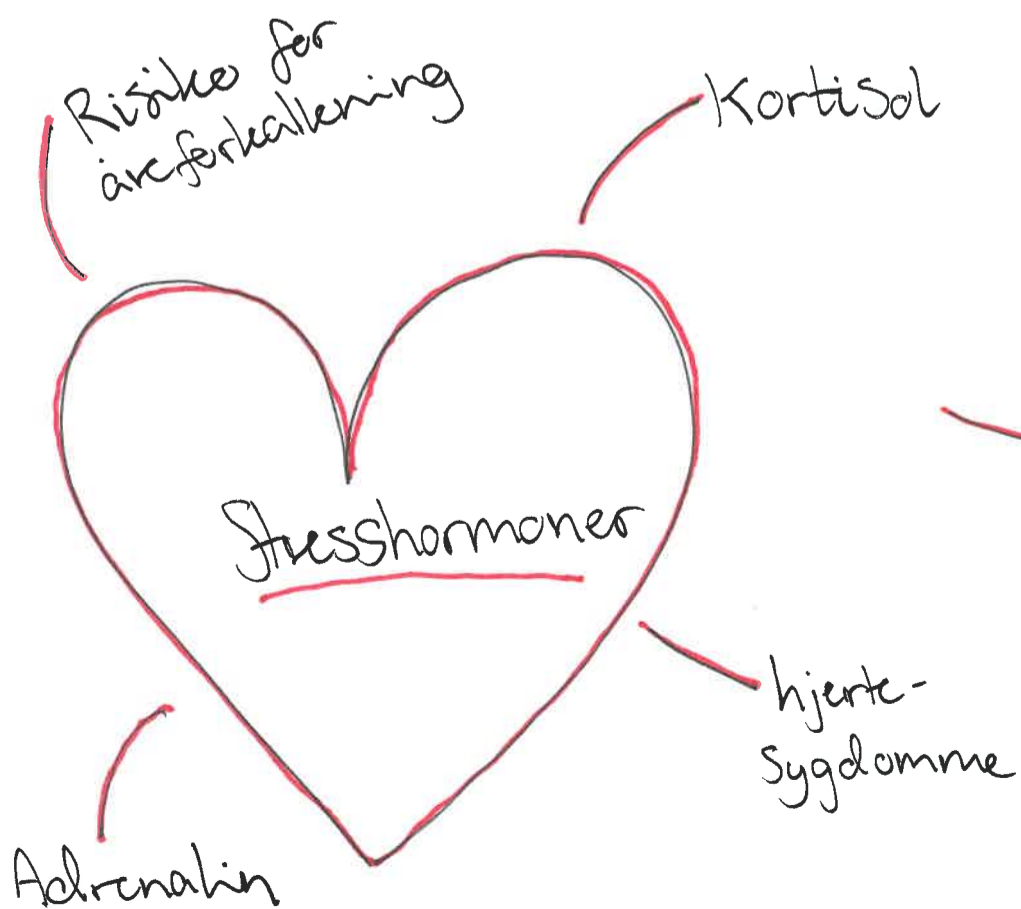 Risiko for
åreforkalkning
Kortisol
Stresshormoner
hjerte-
sygdomme
Adrenalin